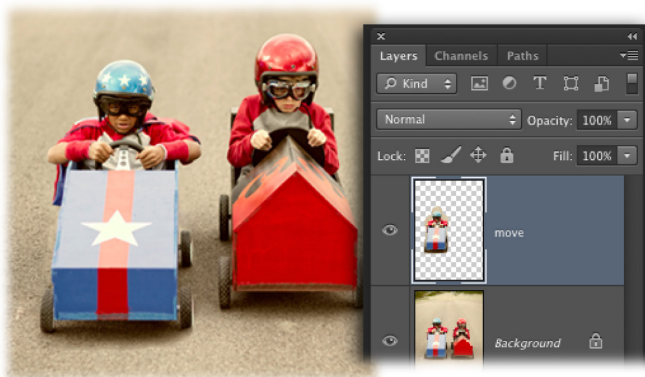 Layers Channels Paths
Kind
Normal Opacity: 100%
Lock: Fill: 100%
move
Background